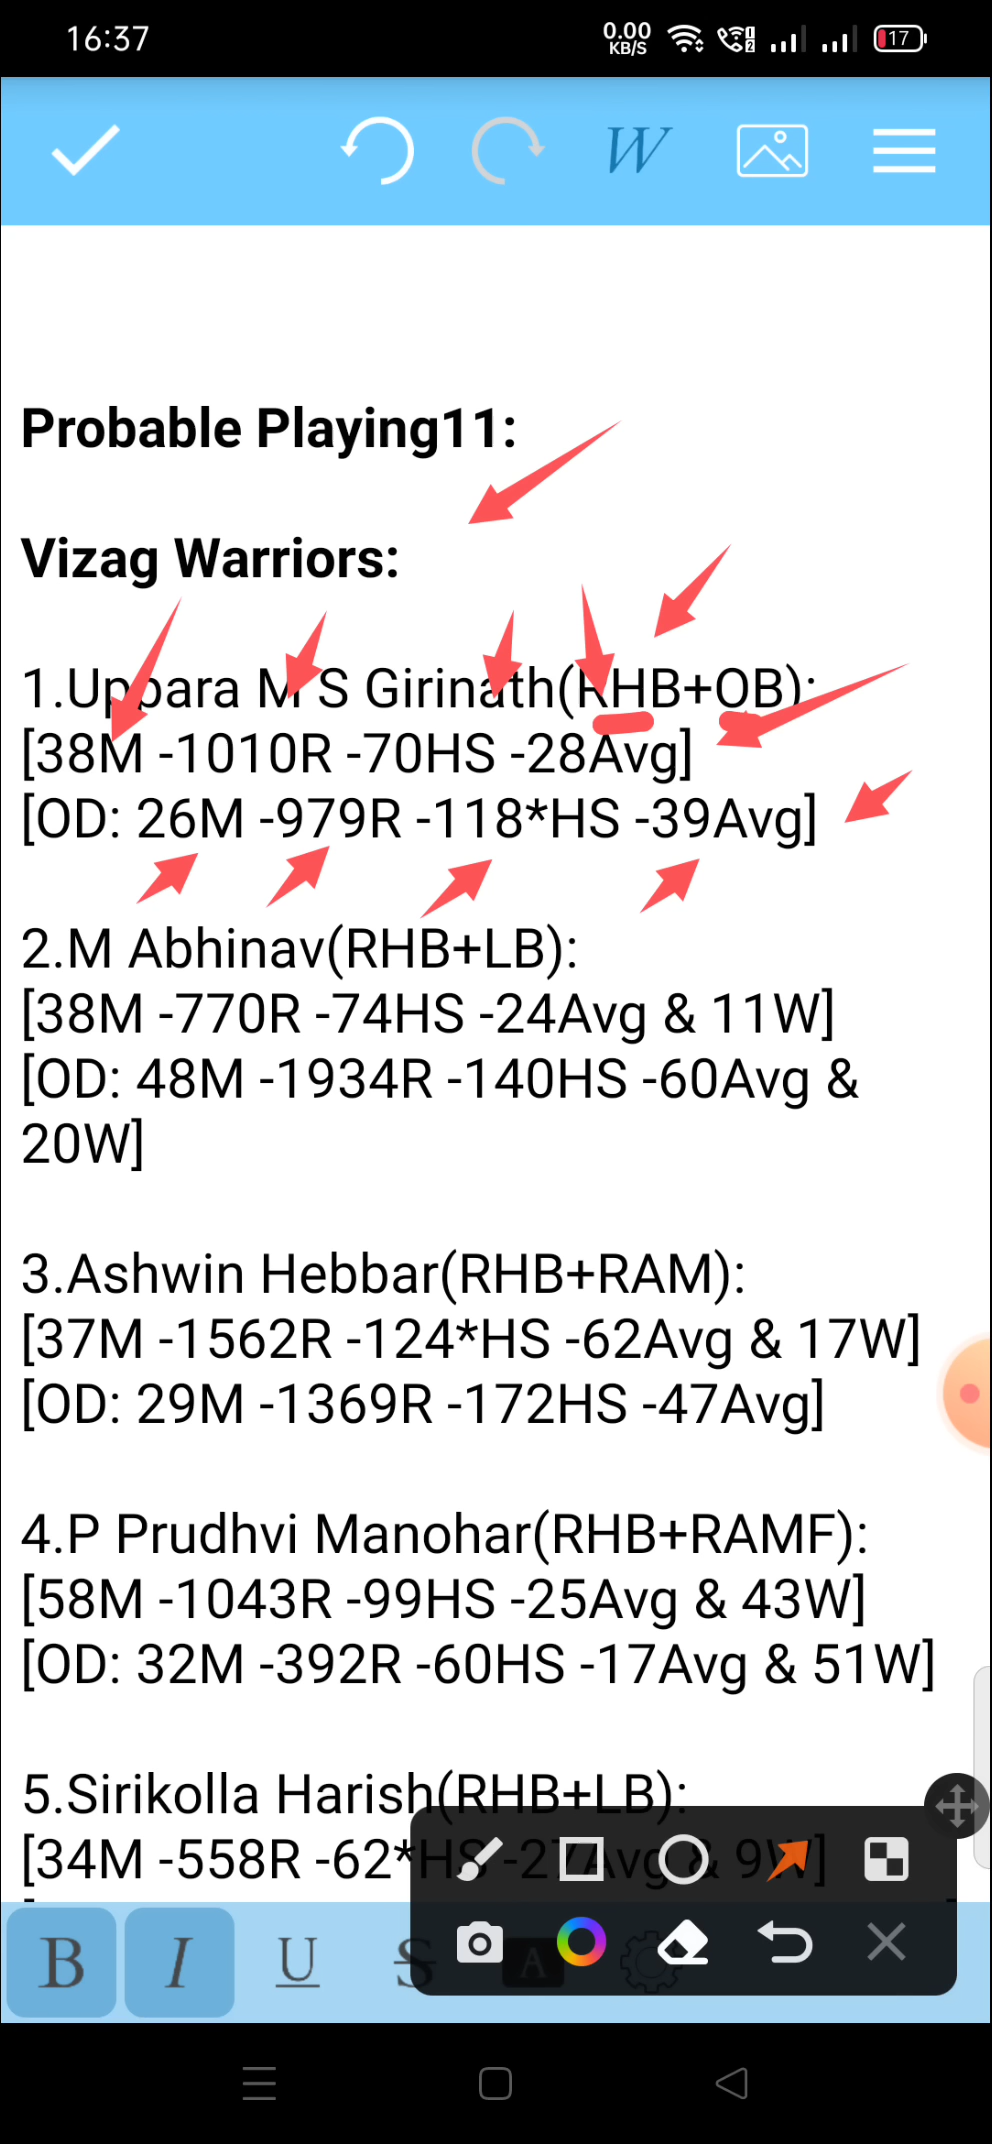 16:37
0.00
KB/S
17
W
Probable Playing11:
Vizag Warriors:
1.Uppara M S Girinath(RHB+OB):
[38M -1010R -70HS -28Avg]
[OD: 26M -979R -118*HS -39Avg]
2.M Abhinav(RHB+LB):
[38M -770R -74HS -24Avg & 11W]
[OD: 48M -1934R -140HS -60Avg &
20W]
3.Ashwin Hebbar(RHB+RAM):
[37M -1562R -124*HS -62Avg & 17W]
[OD: 29M -1369R -172HS -47Avg]
4.P Prudhvi Manohar(RHB+RAMF):
[58M -1043R -99HS -25Avg & 43W]
[OD: 32M -392R -60HS -17Avg & 51W]
5.Sirikolla Harish(RHB+LB):
[34M -558R -62*HS -27Avg & 9W]
B I U S A